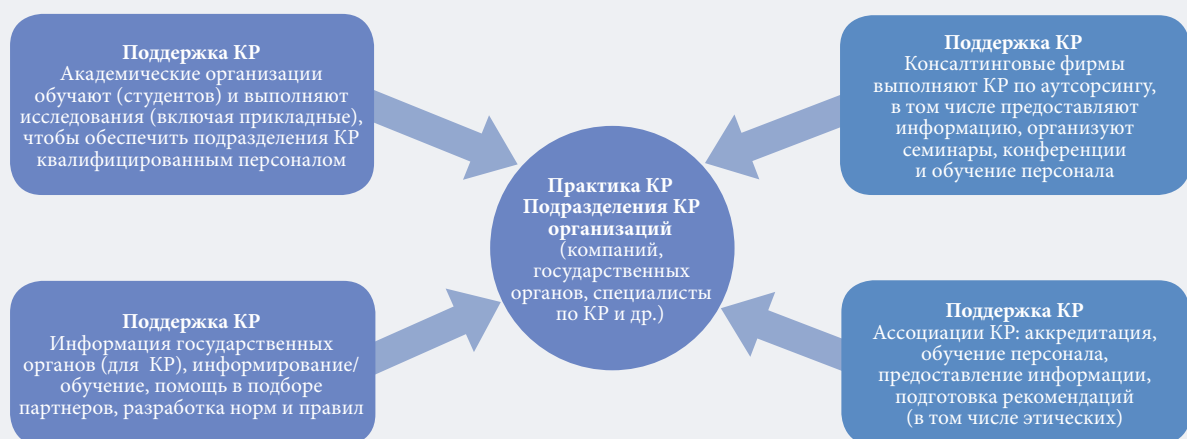 Поддержка КР
Академические организации
обучают (студентов) и выполняют
исследования (включая прикладные),
чтобы обеспечить подразделения КР
квалифицированным персоналом
Поддержка КР
Консалтинговые фирмы
выполняют КР по аутсорсингу,
в том числе предоставляют
информацию, организуют
семинары, конференции
и обучение персонала
Практика КР
Подразделения КР
организаций
(компаний,
государственных
органов, специалисты
по КР и др.)
Поддержка КР
Информация государственных
органов (для КР), информирование/
обучение, помощь в подборе
партнеров, разработка норм и правил
Поддержка КР
Ассоциации КР: аккредитация,
обучение персонала,
предоставление информации,
подготовка рекомендаций
(в том числе этических)